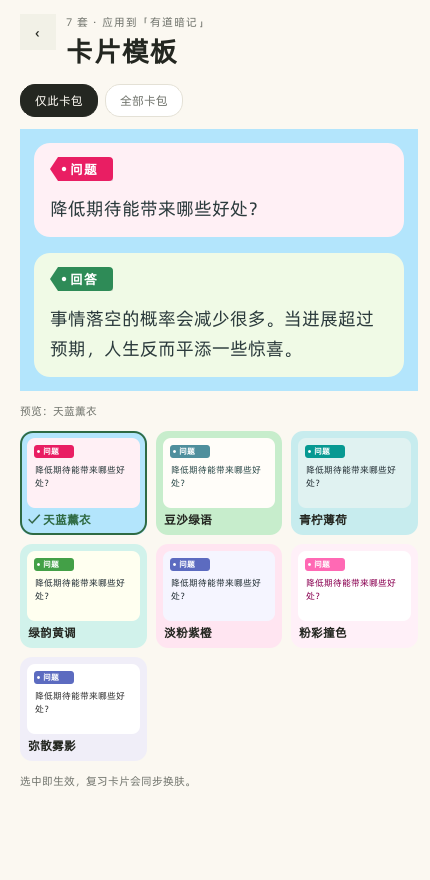 ‹
7 套 · 应用到「有道暗记」
卡片模板
仅此卡包
全部卡包
问题
降低期待能带来哪些好处?
回答
事情落空的概率会减少很多。当进展超过
预期，人生反而平添一些惊喜。
预览：天蓝薰衣
问题
降低期待能带来哪些好
处?
天蓝薰衣
问题
降低期待能带来哪些好
处?
豆沙绿语
问题
降低期待能带来哪些好
处?
青柠薄荷
问题
降低期待能带来哪些好
处?
绿韵黄调
问题
降低期待能带来哪些好
处?
淡粉紫橙
问题
降低期待能带来哪些好
处?
粉彩撞色
问题
降低期待能带来哪些好
处?
弥散雾影
选中即生效，复习卡片会同步换肤。